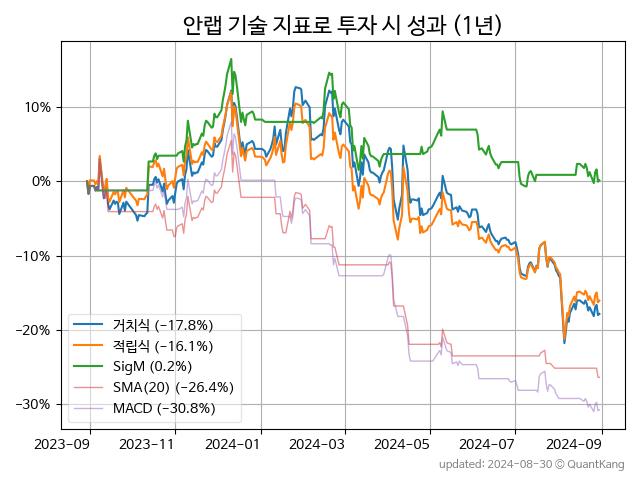 안랩 기술 지표로 투자 시 성과 (1년)
10%
0%
−10%
−20%
−30%
거치식 (−17.8%)
적립식 (−16.1%)
SigM (0.2%)
SMA(20) (−26.4%)
MACD (−30.8%)
2023-09 2023-11 2024-01 2024-03 2024-05 2024-07 2024-09
updated: 2024-08-30 © QuantKang